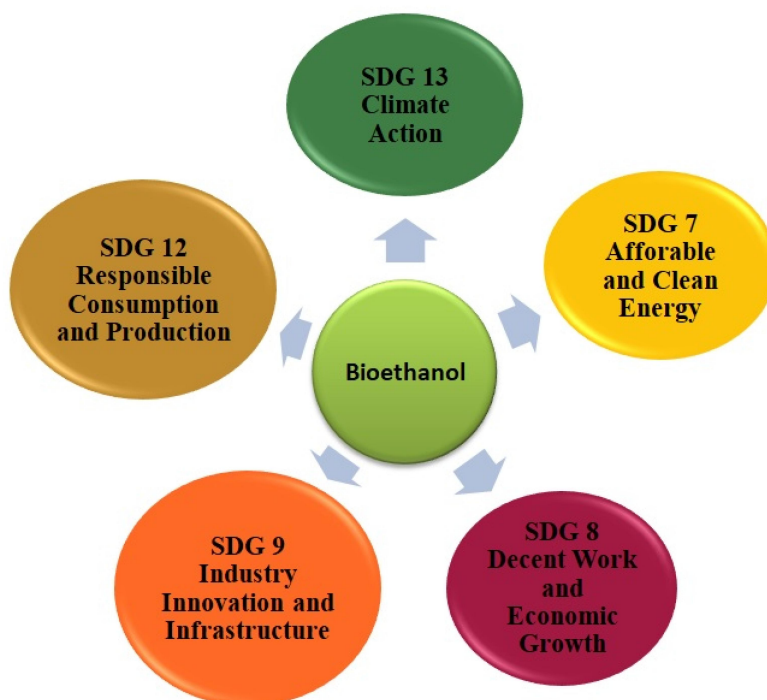 SDG 13
Climate
Action
SDG 7
Afforable
and Clean
Energy
SDG 12
Responsible
Consumption
and Production
Bioethanol
SDG 9
Industry
Innovation and
Infrastructure
SDG 8
Decent Work
and
Economic
Growth